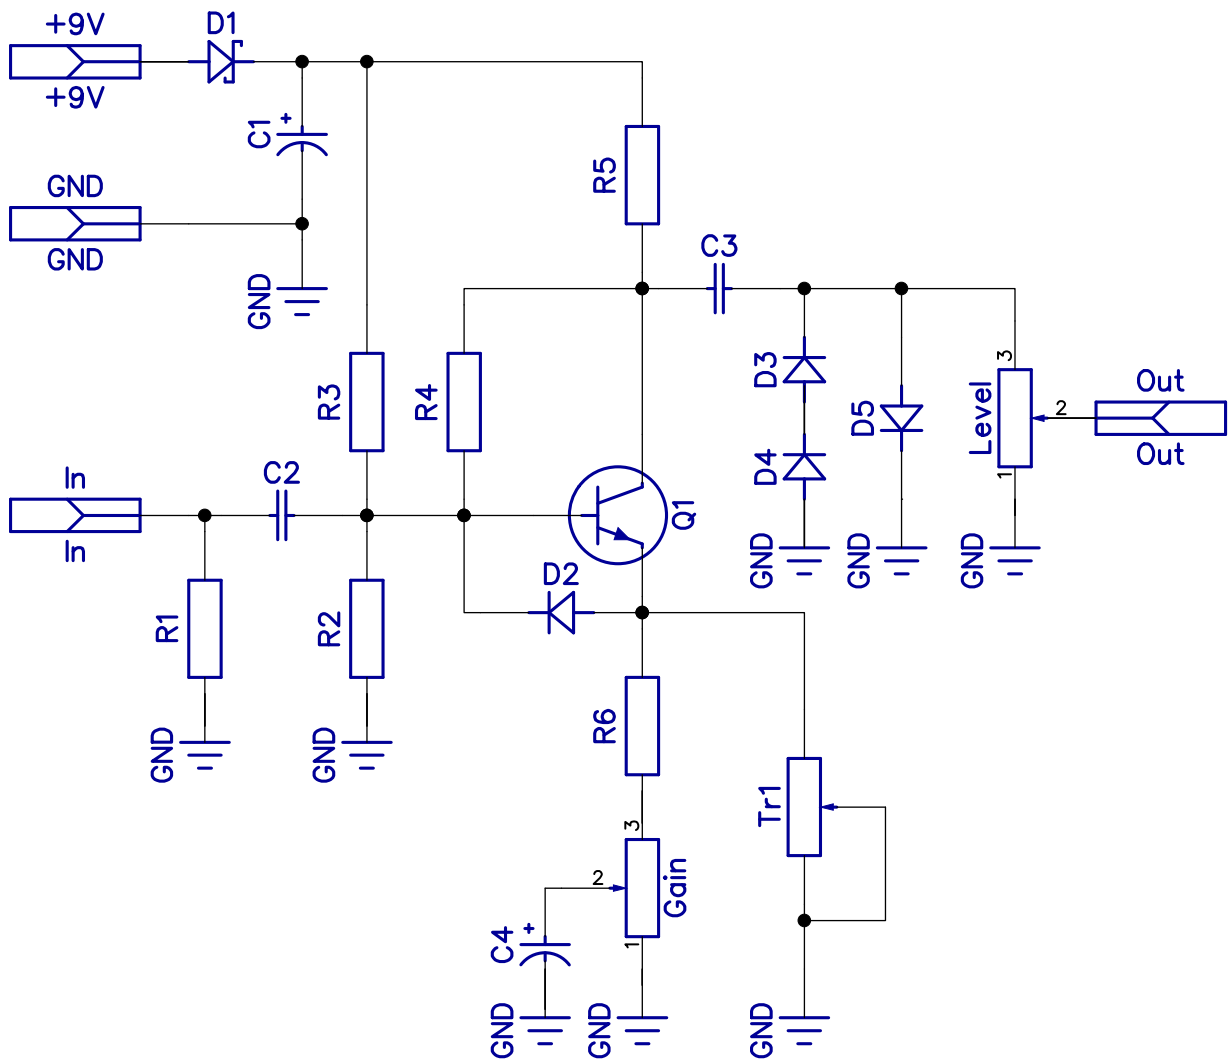 +9V
D1
+9V
C1
+
GND
R5
GND
C3
GND
R3
R4
D3
3
Out
D5
Level
2
Out
D4
1
In
C2
Q1
In
GND
GND
GND
D2
R1
R2
R6
GND
GND
Tr1
3
2
Gain
C4
+
1
GND
GND
GND